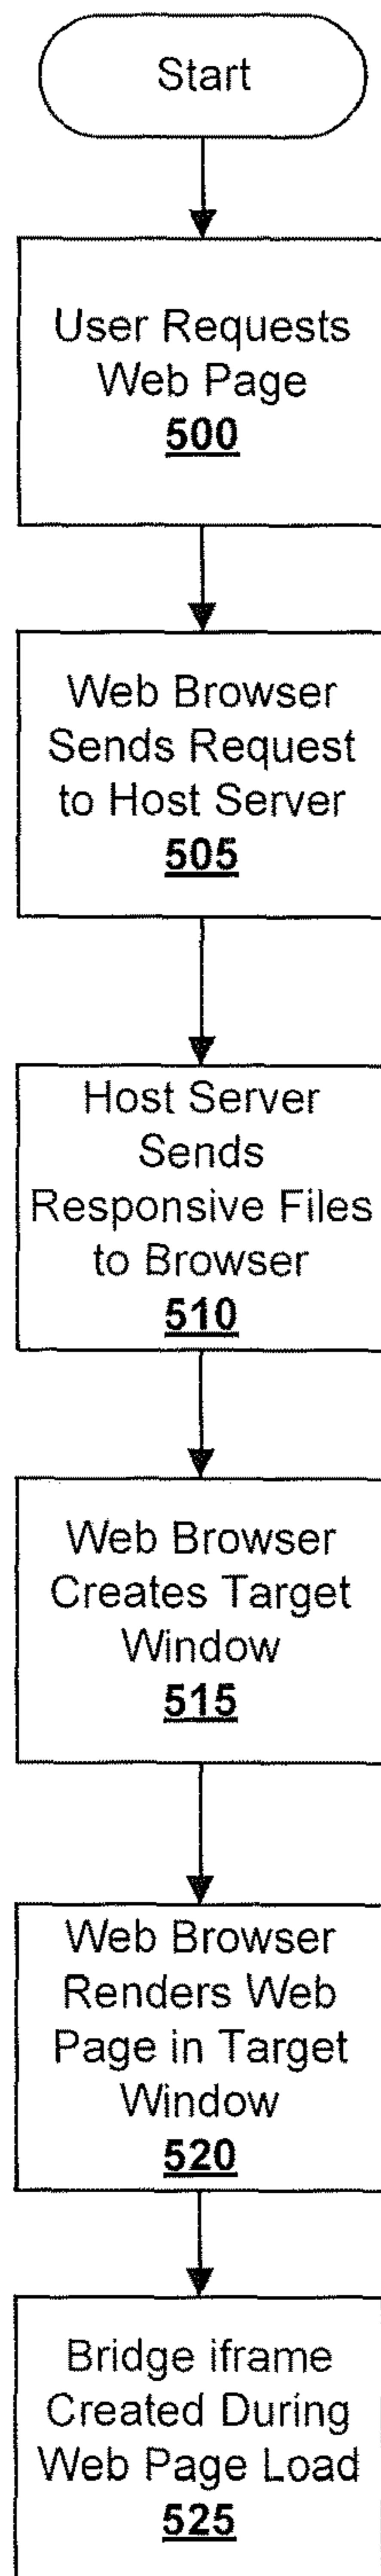 Start
User Requests
Web Page
500
Web Browser
Sends Request
to Host Server
505
Host Server
Sends
Responsive Files
to Browser
510
Web Browser
Creates Target
Window
515
Web Browser
Renders Web
Page in Target
Window
520
Bridge iframe
Created During
Web Page Load
525